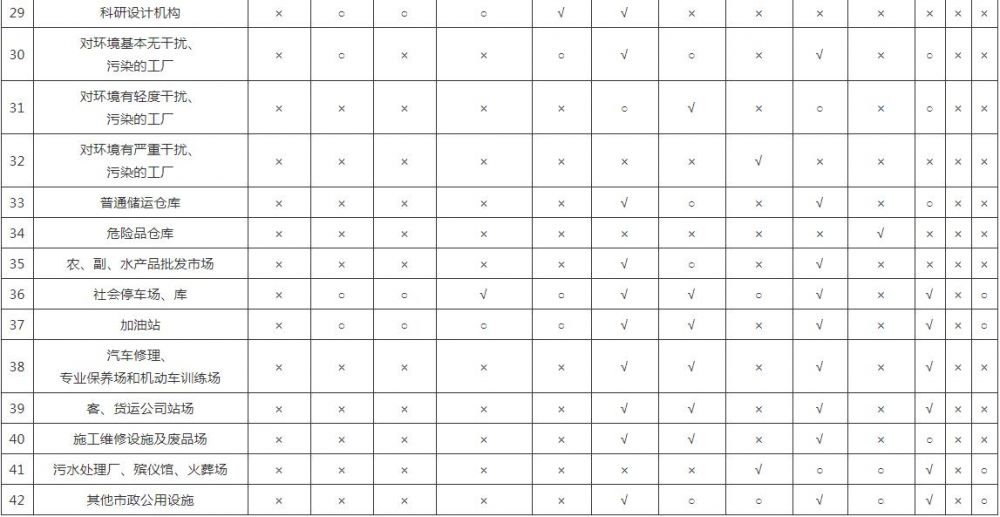 29 科研设计机构 × ○ ○ ○ √ √ × × × × × × ×
30 对环境基本无干扰、
污染的工厂 × ○ × × ○ √ ○ × √ × ○ × ×
31 对环境有轻度干扰、
污染的工厂 × × × × × ○ √ × ○ × ○ × ×
32 对环境有严重干扰、
污染的工厂 × × × × × × × √ × × × × ×
33 普通储运仓库 × × × × × √ ○ × √ × ○ × ×
34 危险品仓库 × × × × × × × × × √ × × ×
35 农、副、水产品批发市场 × × × × × √ ○ × √ × × × ×
36 社会停车场、库 × ○ ○ √ ○ √ √ ○ √ × √ × ○
37 加油站 × ○ ○ ○ ○ √ √ × √ × √ × ○
38 汽车修理、
专业保养场和机动车训练场 × × × × × √ √ × √ × √ × ×
39 客、货运公司站场 × × × × × √ √ × √ × √ × ×
40 施工维修设施及废品场 × × × × × √ √ × √ × ○ × ×
41 污水处理厂、殡仪馆、火葬场 × × × × × × × √ ○ ○ √ × ○
42 其他市政公用设施 × × × × × √ ○ ○ √ ○ √ × ○